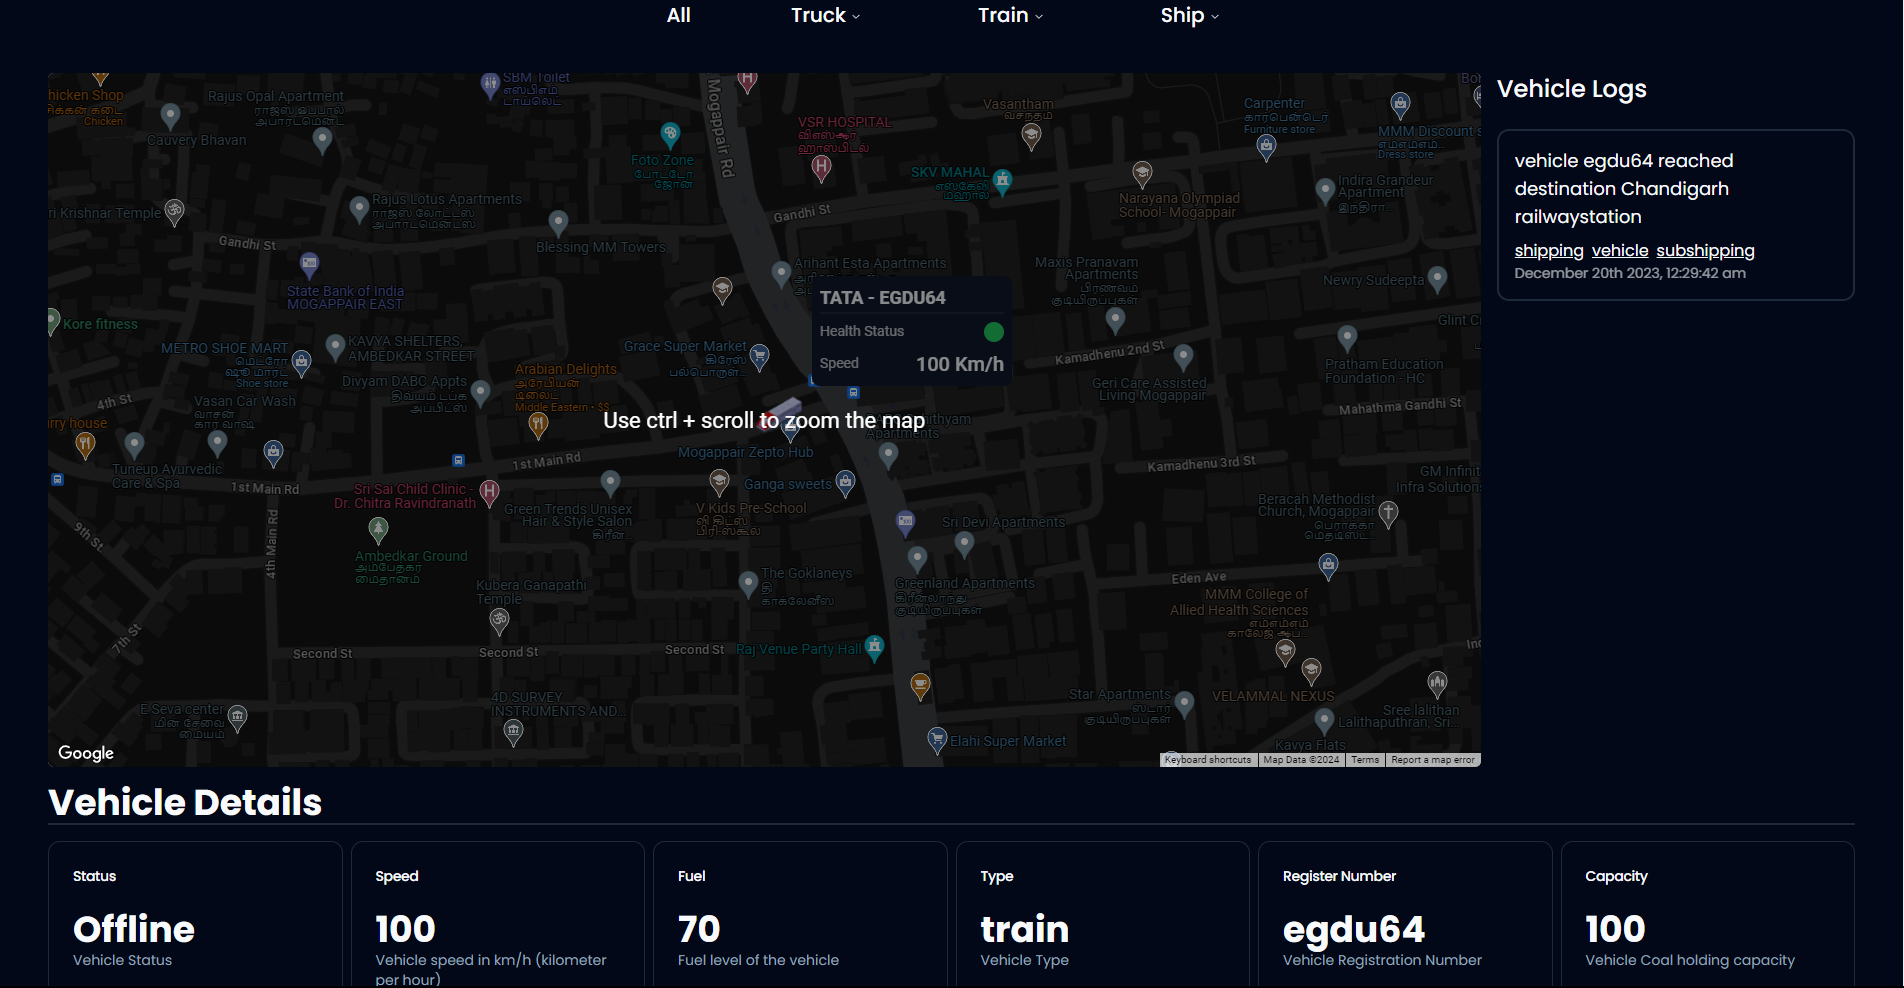 All
Truck
Train
Ship
hicken Shop
Chicken
Rajus Opal Apartment
Cauvery Bhavan
SBM Toilet
Mogappair Rd
Foto Zone
VSR HOSPITAL
SKV MAHAL
Vasantham
வசந்தம்
Carpenter
Furniture store
MMM Discount s
Dress store
Narayana Olympiad
School- Mogappair
Indira Grandeur
Apartment
ri Krishnar Temple
Rajus Lotus Apartments
Gandhi St
Gandhi St
Blessing MM Towers
State Bank of India
MOGAPPAIR EAST
Arihant Esta Apartments
Maxis Pranavam
Apartments
Newry Sudeepta
TATA - EGDU64
Health Status
Speed
100 Km/h
Kore fitness
METRO SHOE MART
Shoe store
KAVYA SHELTERS,
AMBEDKAR STREET
Divyam DABC Appts
Grace Super Market
Arabian Delights
Middle Eastern • $$
Kamadhenu 2nd St
Geri Care Assisted
Living Mogappair
Glint C
Pratham Education
Foundation - HC
Mahathma Gandhi St
4th St
Vasan Car Wash
rry house
Use ctrl + scroll to zoom the map
Apartments
Mogappair Zepto Hub
Tuneup Ayurvedic
Care & Spa
1st Main Rd
1st Main Rd
Kamadhenu 3rd St
GM Infinit
Infra Solution
Sri Sai Child Clinic -
Dr. Chitra Ravindranath
Ganga sweets
Green Trends Unisex
Hair & Style Salon
V Kids Pre-School
Beracah Methodist
Church, Mogappair
9th St
4th Main Rd
Sri Devi Apartments
Ambedkar Ground
அம்பேத்கர்
மைதானம்
Kubera Ganapathi
Temple
The Goklaneys
Greenland Apartments
Eden Ave
MMM College of
Allied Health Sciences
7th St
Second St
Second St
Second St
Raj Venue Party Hall
E Seva center
4D SURVEY
INSTRUMENTS AND...
Star Apartments
VELAMMAL NEXUS
Sree lalithan
Lalithaputhran, Sri...
Elahi Super Market
Kavya Flats
Google
Keyboard shortcuts
Map Data ©2024
Terms
Report a map error
Vehicle Logs
vehicle egdu64 reached
destination Chandigarh
railwaystation
shipping vehicle subshipping
December 20th 2023, 12:29:42 am
Vehicle Details
Status
Offline
Vehicle Status
Speed
100
Vehicle speed in km/h (kilometer
per hour)
Fuel
70
Fuel level of the vehicle
Type
train
Vehicle Type
Register Number
egdu64
Vehicle Registration Number
Capacity
100
Vehicle Coal holding capacity